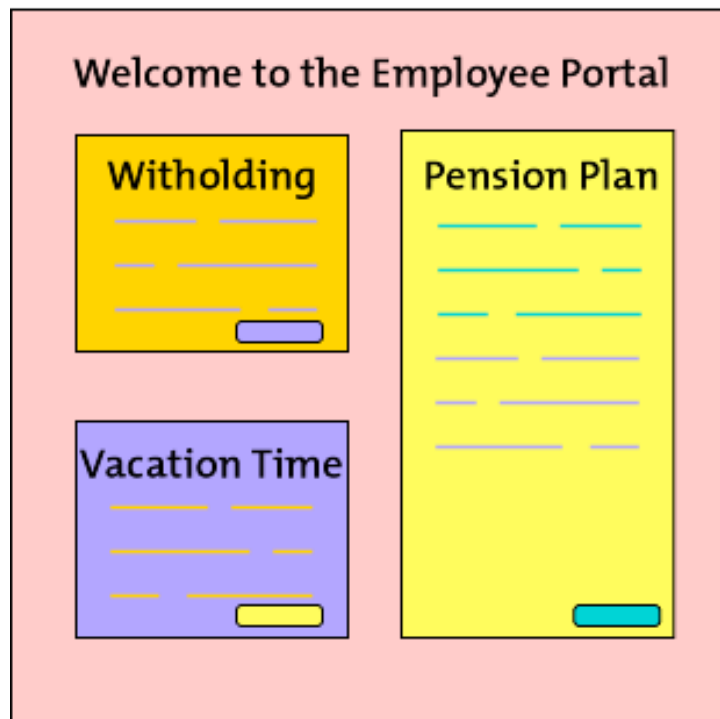 Welcome to the Employee Portal
Witholding
Pension Plan
Vacation Time